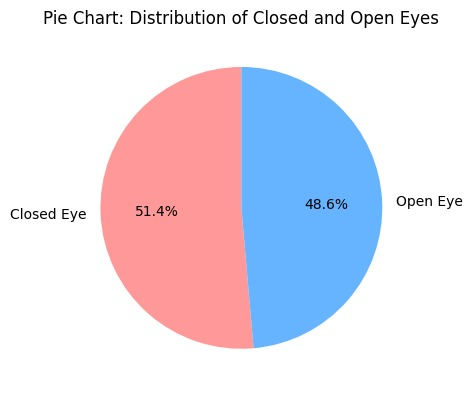 Pie Chart: Distribution of Closed and Open Eyes
Open Eye
48.6%
51.4%
Closed Eye